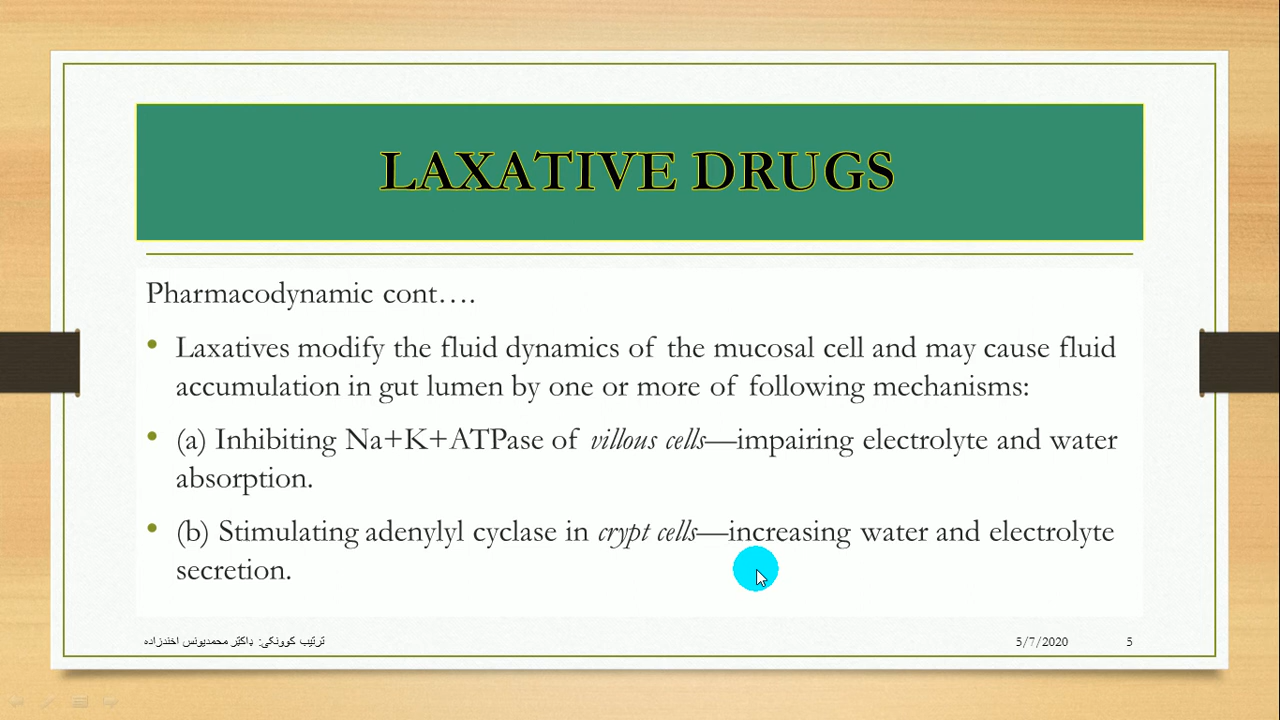 LAXATIVE DRUGS
Pharmacodynamic cont….
• Laxatives modify the fluid dynamics of the mucosal cell and may cause fluid
accumulation in gut lumen by one or more of following mechanisms:
• (a) Inhibiting Na+K+ATPase of villous cells—impairing electrolyte and water
absorption.
• (b) Stimulating adenylyl cyclase in crypt cells—increasing water and electrolyte
secretion.
ترتیب کوونکی: ډاکټر محمدیونس اخندزاده
5/7/2020
5